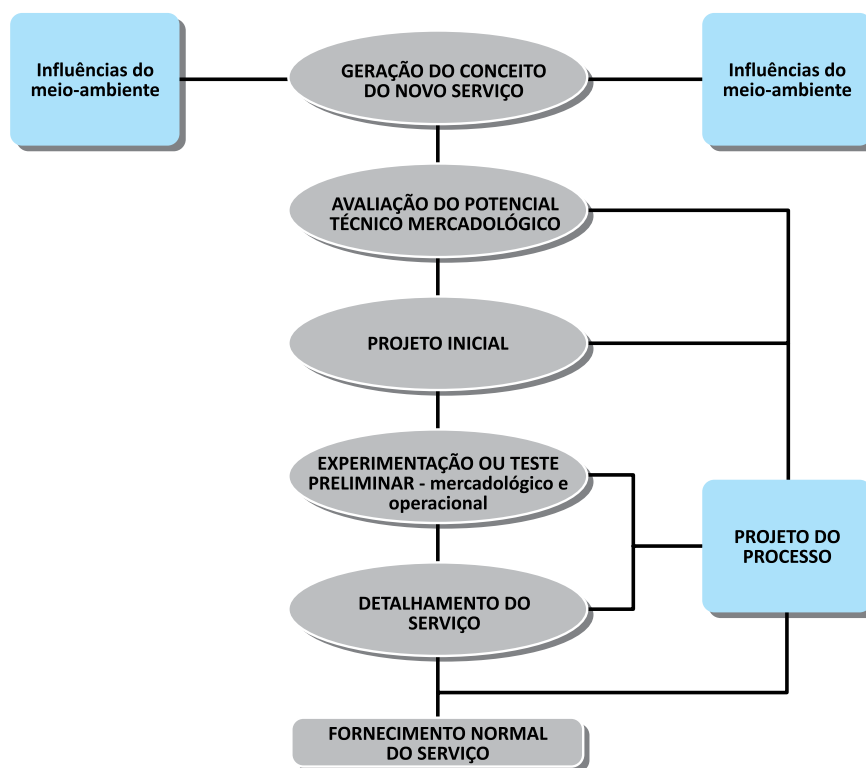 Influências do
meio-ambiente
GERAÇÃO DO CONCEITO
DO NOVO SERVIÇO
Influências do
meio-ambiente
AVALIAÇÃO DO POTENCIAL
TÉCNICO MERCADOLÓGICO
PROJETO INICIAL
EXPERIMENTAÇÃO OU TESTE
PRELIMINAR - mercadológico e
operacional
PROJETO DO
PROCESSO
DETALHAMENTO DO
SERVIÇO
FORNECIMENTO NORMAL
DO SERVIÇO